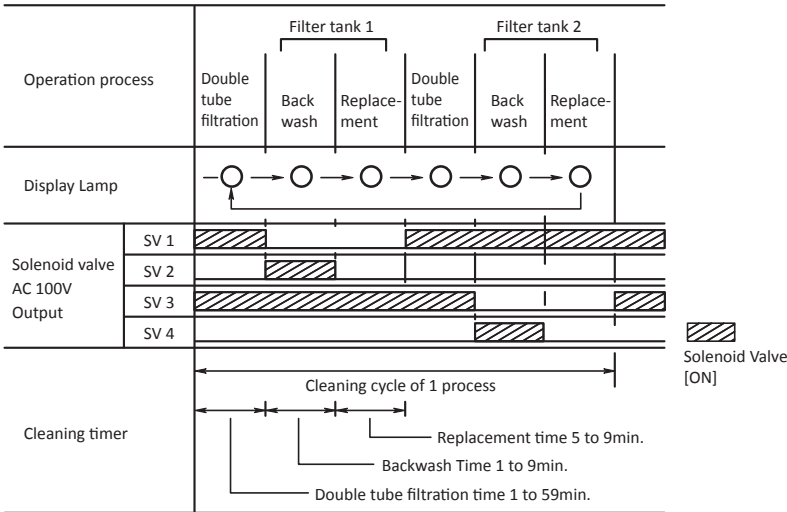 Filter tank 1
Filter tank 2
Operation process
Double
tube
filtration
Back
wash
Replace-
ment
Double
tube
filtration
Back
wash
Replace-
ment
Display Lamp
Solenoid valve
AC 100V
Output
SV 1
SV 2
SV 3
SV 4
Solenoid Valve
[ON]
Cleaning timer
Cleaning cycle of 1 process
Replacement time 5 to 9min.
Backwash Time 1 to 9min.
Double tube filtration time 1 to 59min.